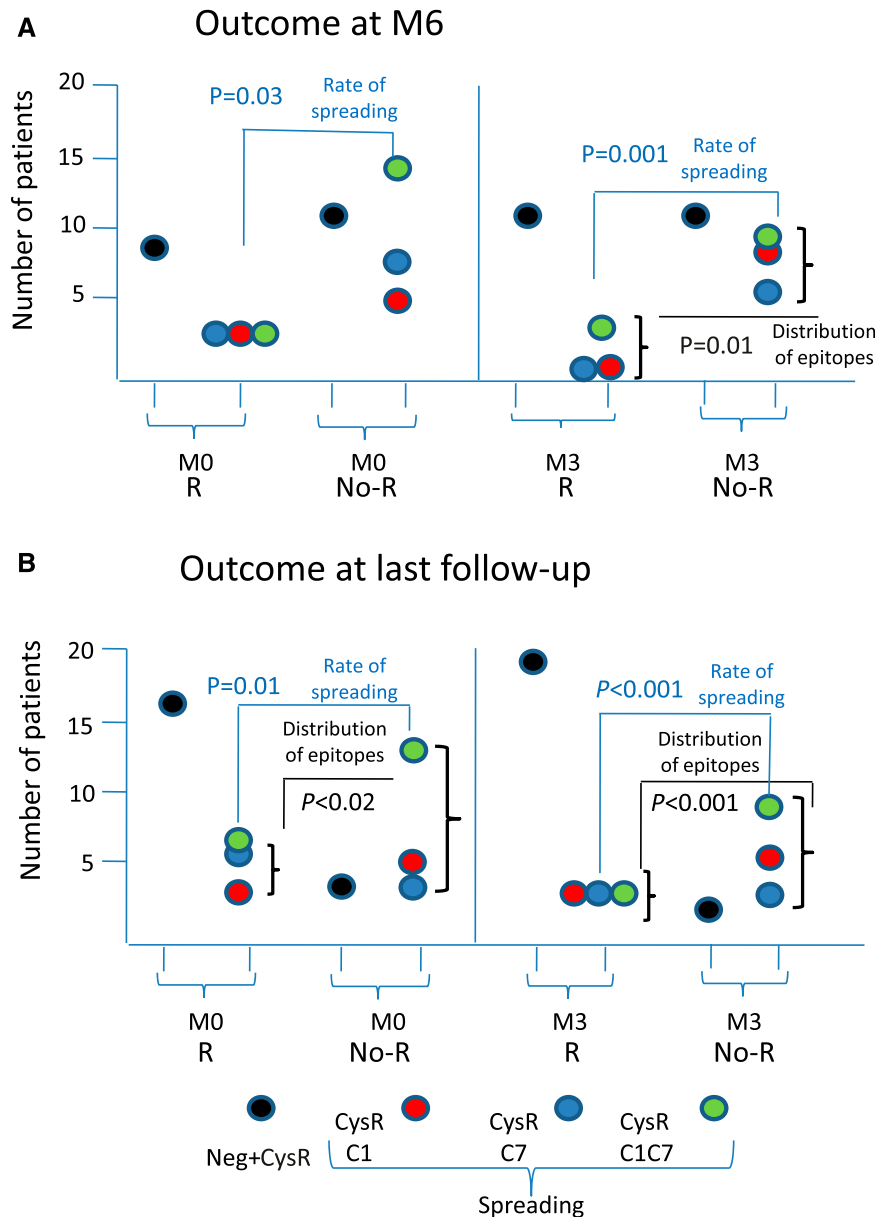 A
Outcome at M6
Number of patients
20
15
10
5
P=0.03
Rate of
spreading
P=0.001
Rate of
spreading
P=0.01
Distribution
of epitopes
M0
R
M0
No-R
M3
R
M3
No-R
B
Outcome at last follow-up
Number of patients
20
15
10
5
P=0.01
Rate of
spreading
Distribution
of epitopes
P<0.02
P<0.001
Rate of
spreading
Distribution
of epitopes
P<0.001
M0
R
M0
No-R
M3
R
M3
No-R
Neg+CysR
CysR
C1
CysR
C7
CysR
C1C7
Spreading